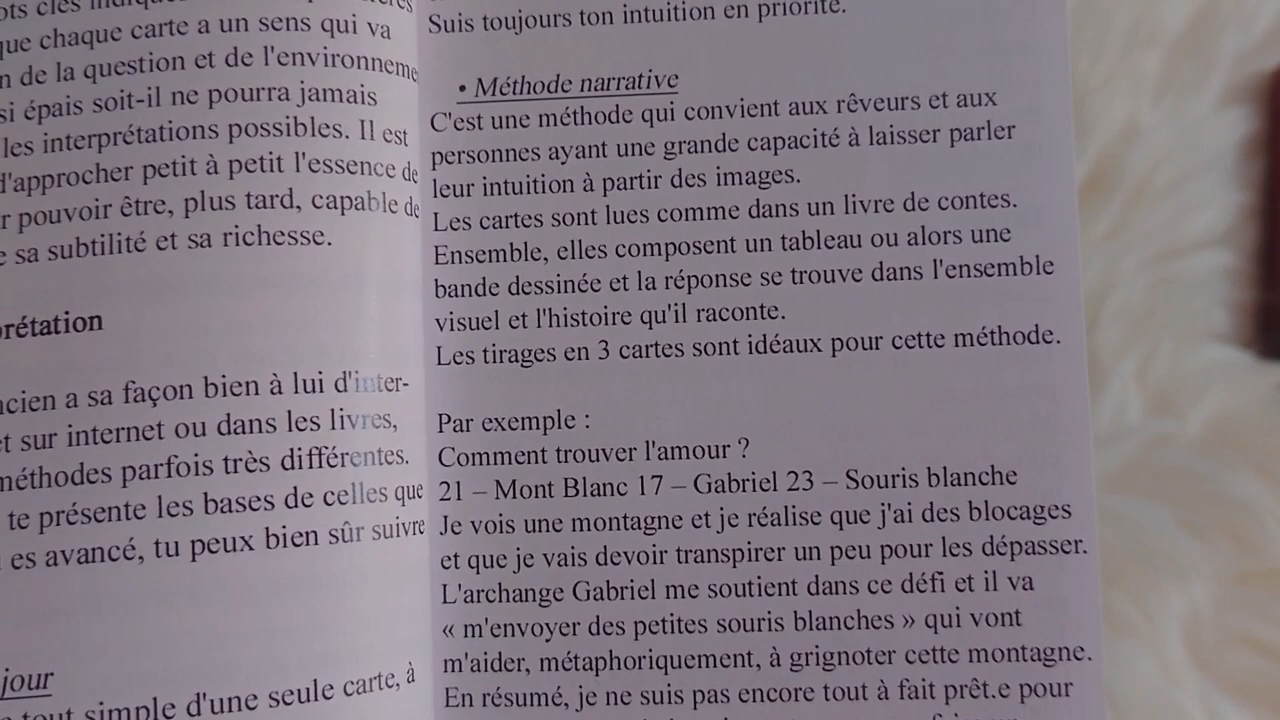 que chaque carte a un sens qui va
de la question et de l'environneme
si épais soit-il ne pourra jamais
les interprétations possibles. Il est
d'approcher petit à petit l'essence de
pouvoir être, plus tard, capable de
sa subtilité et sa richesse.
prétation
ncien a sa façon bien à lui d'inter-
et sur internet ou dans les livres,
méthodes parfois très différentes.
te présente les bases de celles que
es avancé, tu peux bien sûr suivre
jour
tout simple d'une seule carte, à
Suis toujours ton intuition en priorité.
• Méthode narrative
C'est une méthode qui convient aux rêveurs et aux
personnes ayant une grande capacité à laisser parler
leur intuition à partir des images.
Les cartes sont lues comme dans un livre de contes.
Ensemble, elles composent un tableau ou alors une
bande dessinée et la réponse se trouve dans l'ensemble
visuel et l'histoire qu'il raconte.
Les tirages en 3 cartes sont idéaux pour cette méthode.
Par exemple :
Comment trouver l'amour ?
21 – Mont Blanc 17 – Gabriel 23 – Souris blanche
Je vois une montagne et je réalise que j'ai des blocages
et que je vais devoir transpirer un peu pour les dépasser.
L'archange Gabriel me soutient dans ce défi et il va
« m'envoyer des petites souris blanches » qui vont
m'aider, métaphoriquement, à grignoter cette montagne.
En résumé, je ne suis pas encore tout à fait prêt.e pour